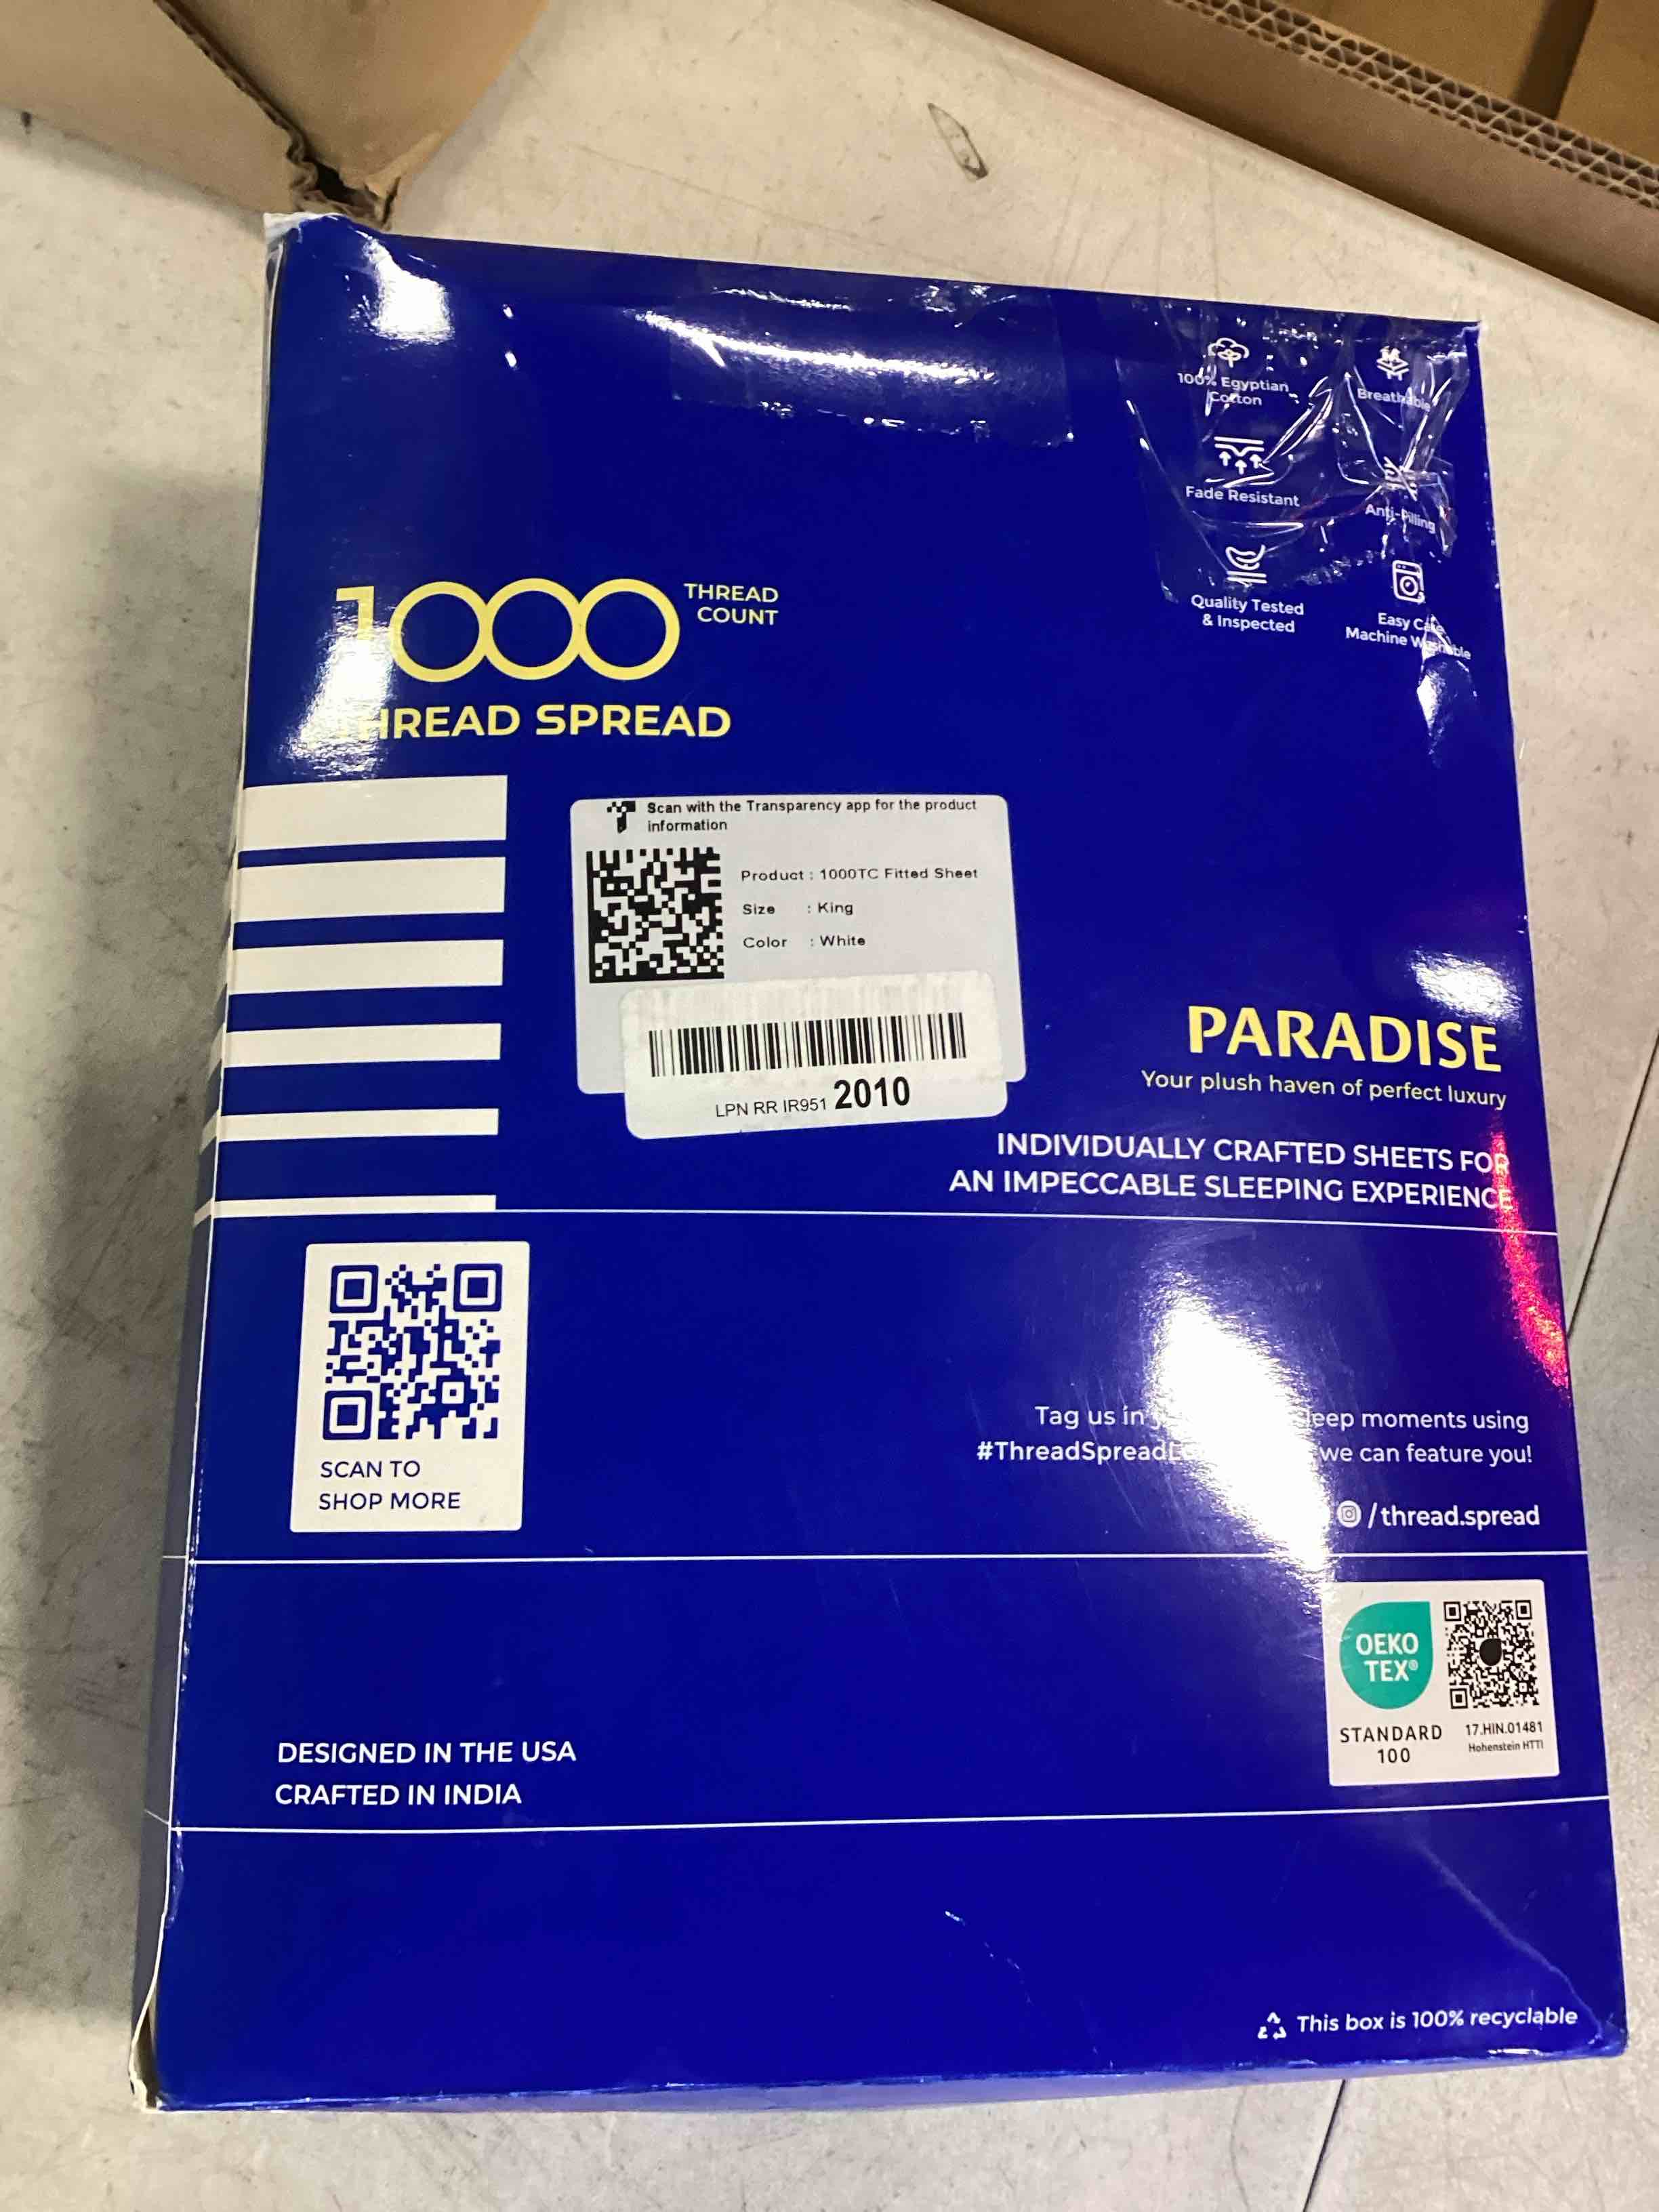 100% Egyptian
Cotton
Breathable
Fade Resistant
Anti-Pilling
Quality Tested
& Inspected
Easy Care
Machine Washable
1000 THREAD
COUNT
THREAD SPREAD
Scan with the Transparency app for the product
information
Product : 1000TC Fitted Sheet
Size : King
Color : White
LPN RR IR951 2010
PARADISE
Your plush haven of perfect luxury
INDIVIDUALLY CRAFTED SHEETS FOR
AN IMPECCABLE SLEEPING EXPERIENCE
SCAN TO
SHOP MORE
Tag us in moments using
we can feature you!
/thread.spread
OEKO
TEX®
STANDARD
100
17.HIN.01481
Hohenstein HTTI
DESIGNED IN THE USA
CRAFTED IN INDIA
This box is 100% recyclable